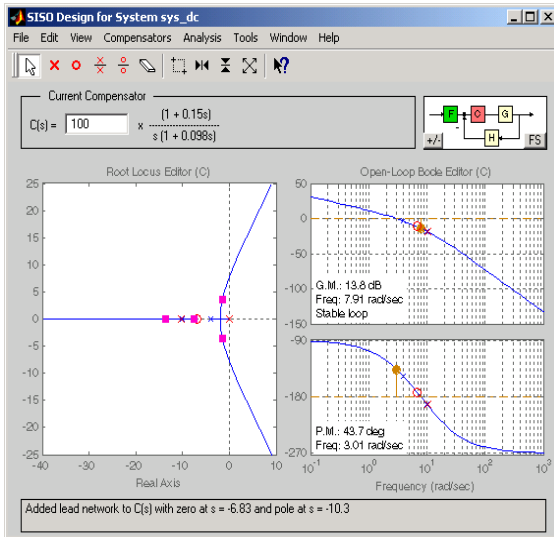 SISO Design for System sys_dc
File Edit View Compensators Analysis Tools Window Help
Current Compensator
C(s) = 100 x (1 + 0.15s)
s (1 + 0.098s)
F C G
H
+/- FS
Root Locus Editor (C)
25
20
15
10
5
0
-5
-10
-15
-20
-25
-40 -30 -20 -10 0 10
Real Axis
Open-Loop Bode Editor (C)
50
0
-50
-100
-150
G.M.: 13.8 dB
Freq: 7.91 rad/sec
Stable loop
-90
-180
-270
P.M.: 43.7 deg
Freq: 3.01 rad/sec
10-1 100 101 102 103
Frequency (rad/sec)
Added lead network to C(s) with zero at s = -6.83 and pole at s = -10.3